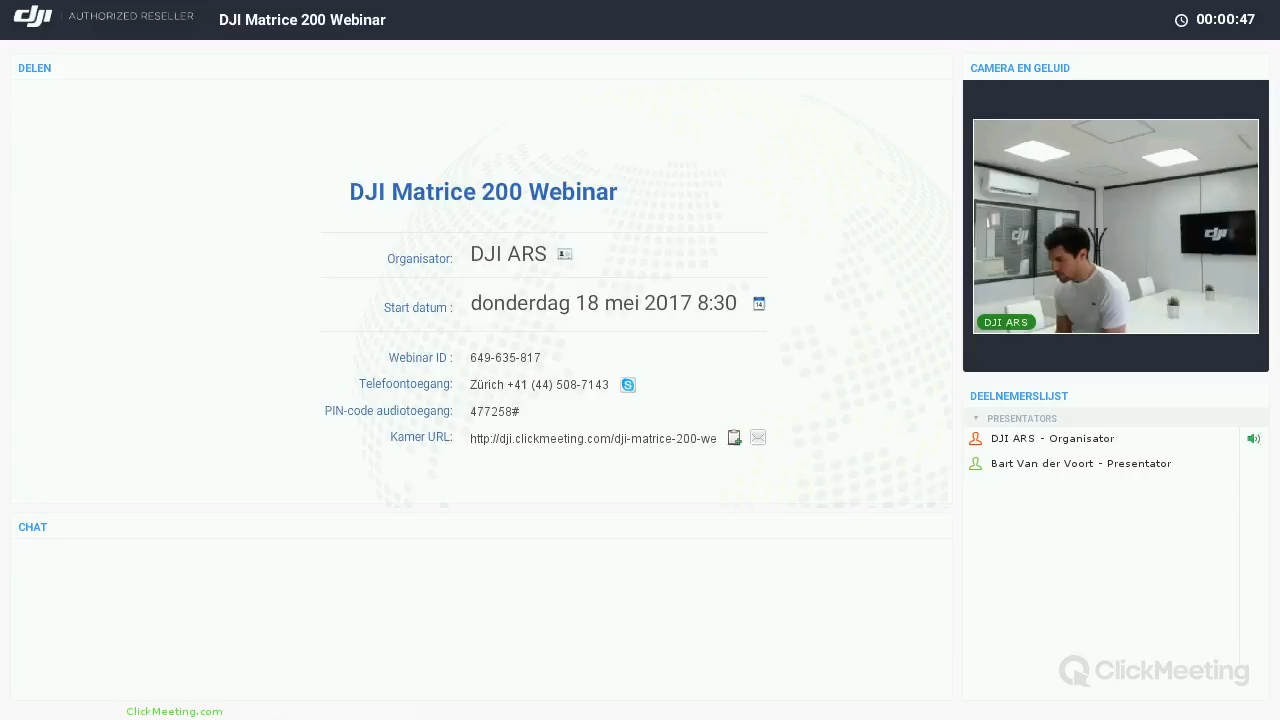 dji AUTHORIZED RESELLER DJI Matrice 200 Webinar 00:00:47
DELEN
DJI Matrice 200 Webinar
Organisator: DJI ARS
Start datum : donderdag 18 mei 2017 8:30
14
Webinar ID : 649-635-817
Telefoontoegang: Zürich +41 (44) 508-7143
PIN-code audiotoegang: 477258#
Kamer URL: http://dji.clickmeeting.com/dji-matrice-200-we
CHAT
CAMERA EN GELUID
dji
dji
DJI ARS
DEELNEMERSLIJST
PRESENTATORS
DJI ARS - Organisator
Bart Van der Voort - Presentator
ClickMeeting
ClickMeeting.com